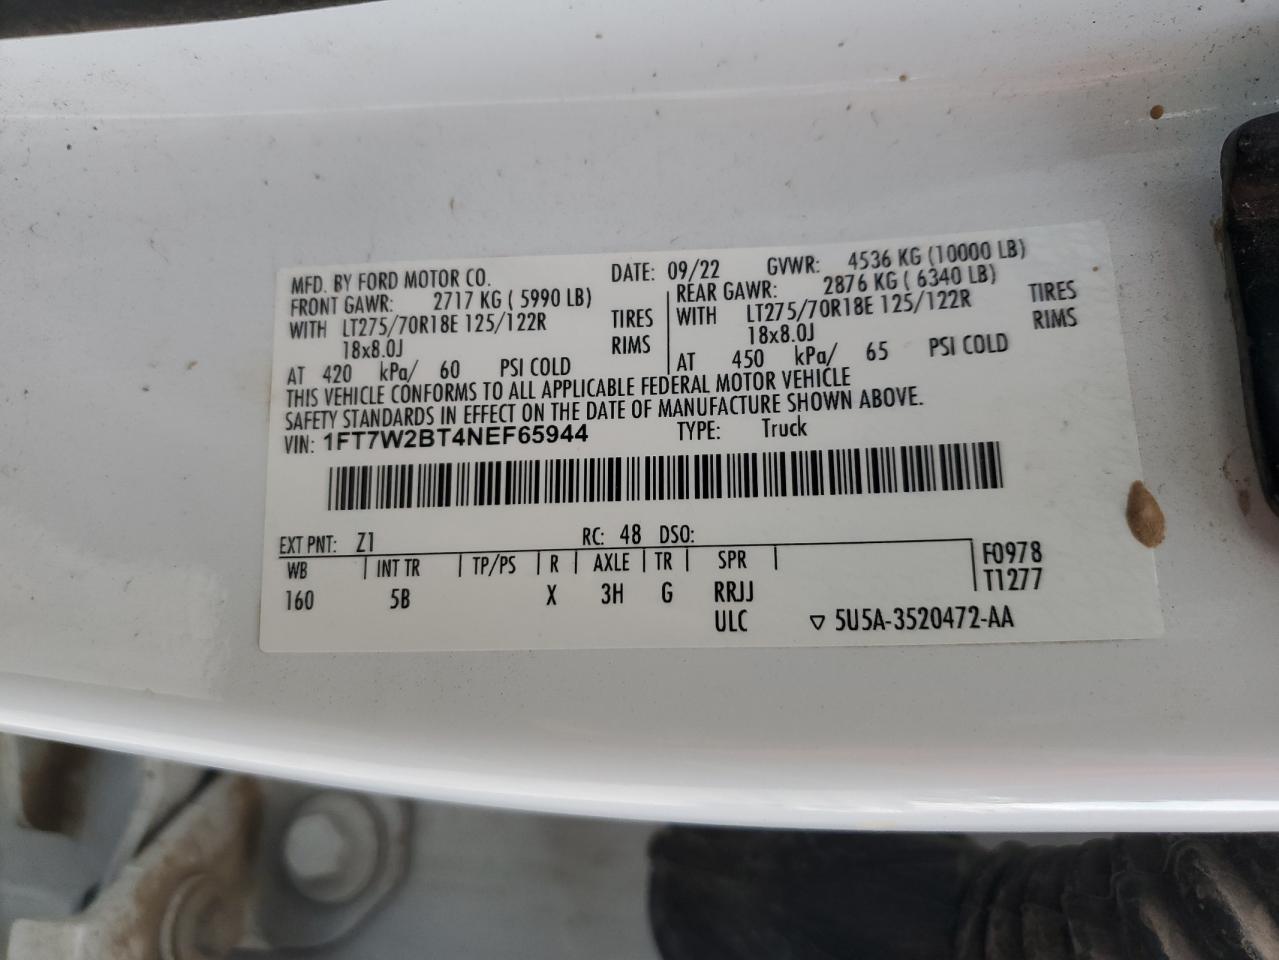 MFD. BY FORD MOTOR CO. DATE: 09/22 GVWR: 4536 KG (10000 LB)
FRONT GAWR: 2717 KG ( 5990 LB) REAR GAWR: 2876 KG ( 6340 LB)
WITH LT275/70R18E 125/122R TIRES WITH LT275/70R18E 125/122R TIRES
18x8.0J RIMS 18x8.0J RIMS
AT 420 kPa/ 60 PSI COLD AT 450 kPa/ 65 PSI COLD
THIS VEHICLE CONFORMS TO ALL APPLICABLE FEDERAL MOTOR VEHICLE
SAFETY STANDARDS IN EFFECT ON THE DATE OF MANUFACTURE SHOWN ABOVE.
VIN: 1FT7W2BT4NEF65944 TYPE: Truck
EXT PNT: Z1 RC: 48 DSO:
WB INT TR TP/PS R AXLE TR SPR F0978
160 5B X 3H G RRJJ T1277
ULC ▽ 5U5A-3520472-AA